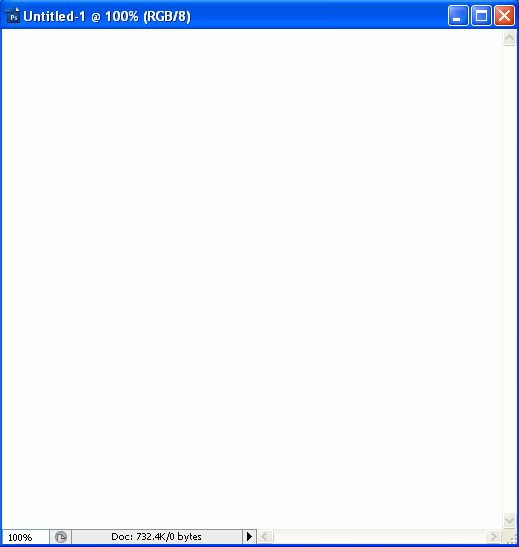 Ps Untitled-1 @ 100% (RGB/8)
100% Doc: 732.4K/0 bytes